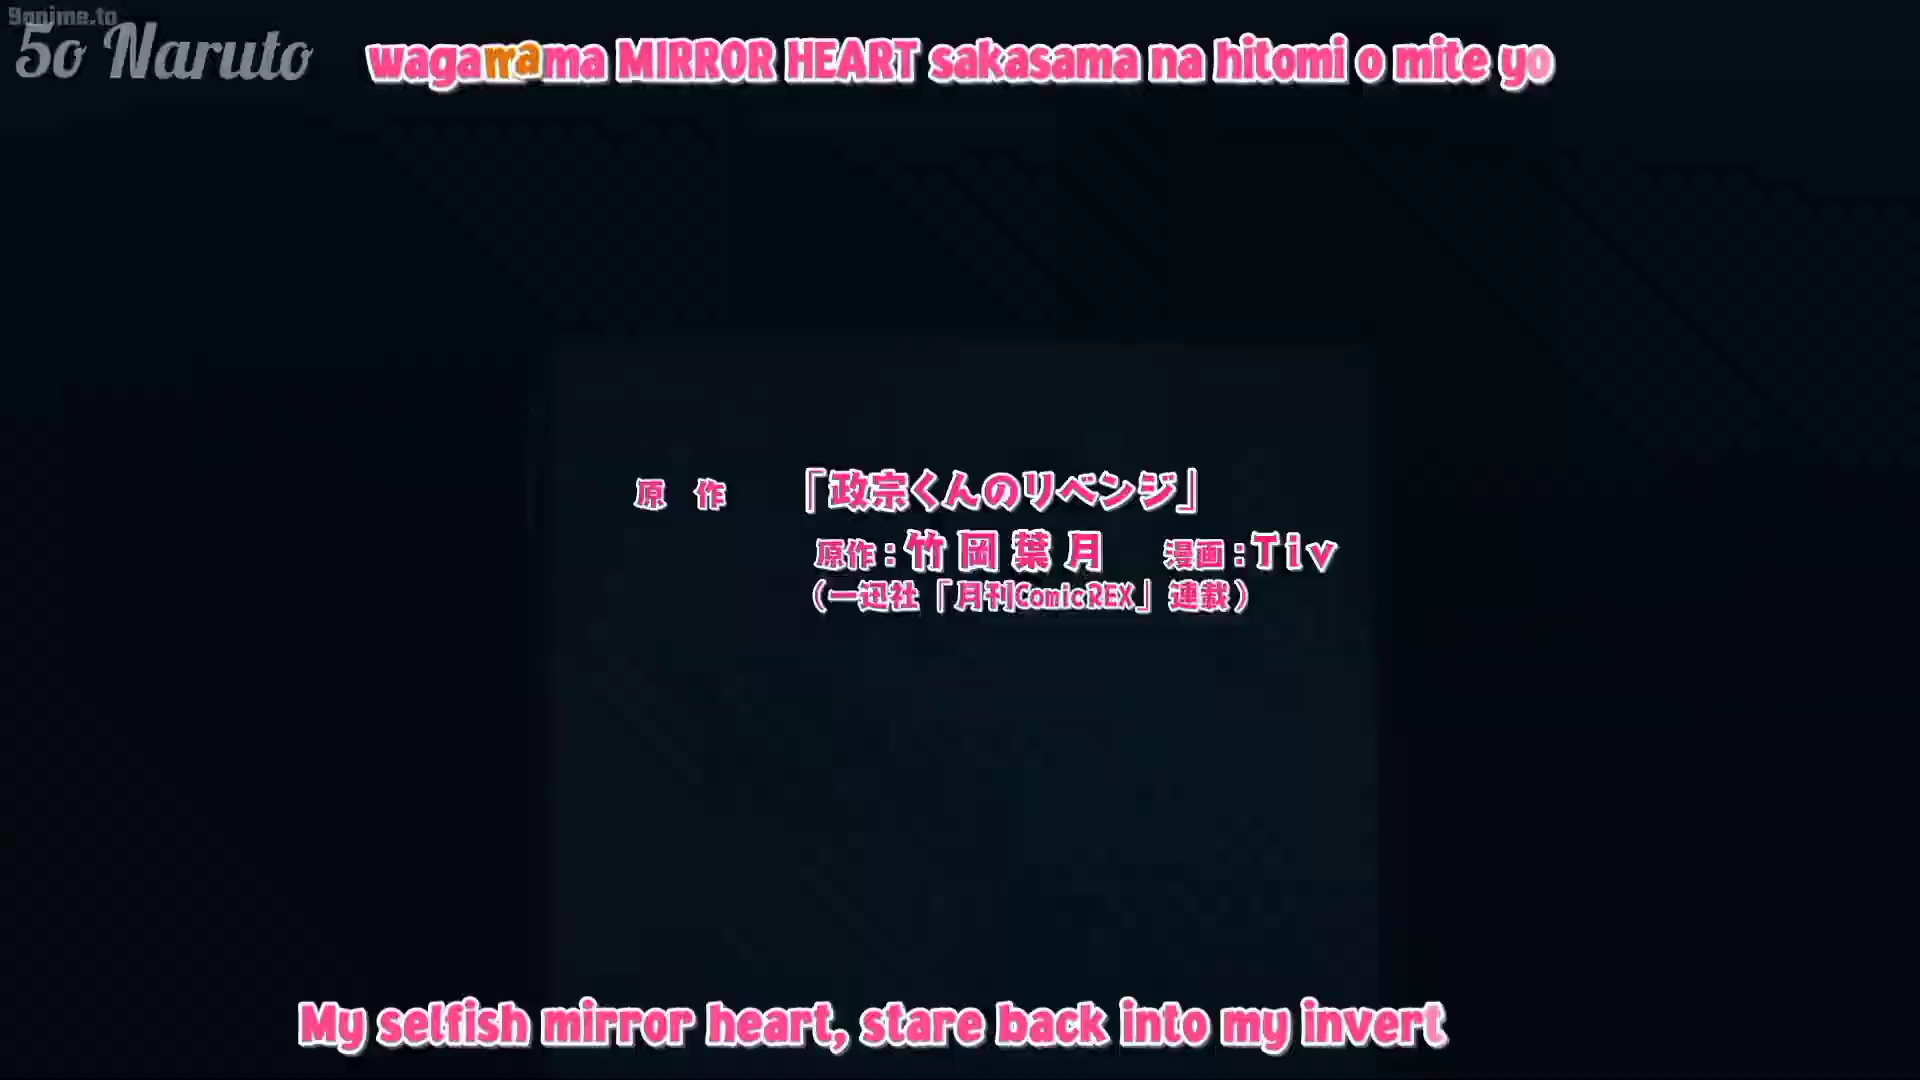 9anime.to
5o Naruto
wagamama MIRROR HEART sakasama na hitomi o mite yo
原 作 「政宗くんのリベンジ」
原作:竹岡葉月 漫画:Tiv
(一迅社「月刊ComicREX」連載)
My selfish mirror heart, stare back into my invert